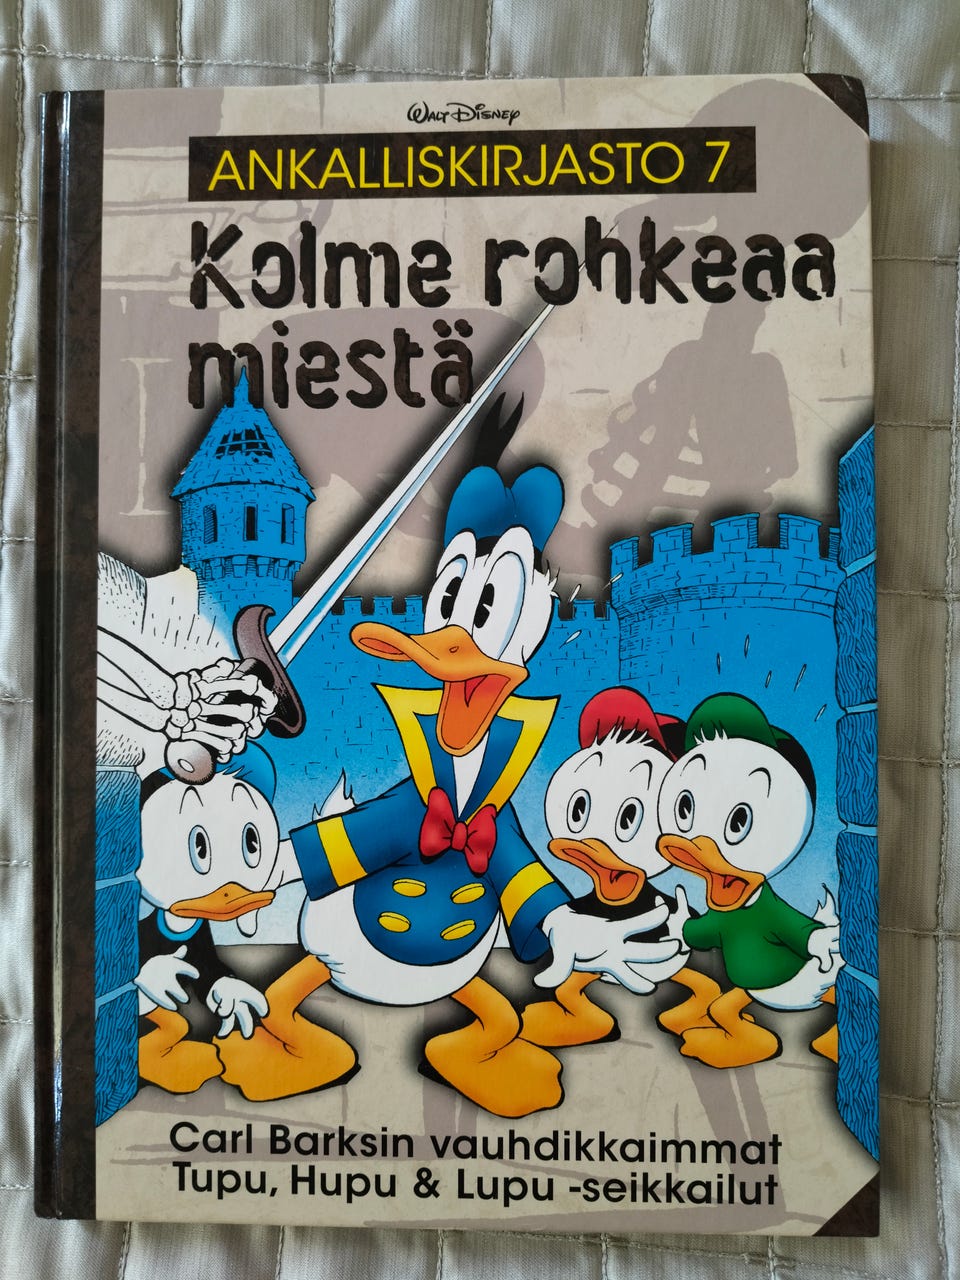 Walt Disney
ANKALLISKIRJASTO 7
Kolme rohkeaa
miestä
Carl Barksin vauhdikkaimmat
Tupu, Hupu & Lupu -seikkailut